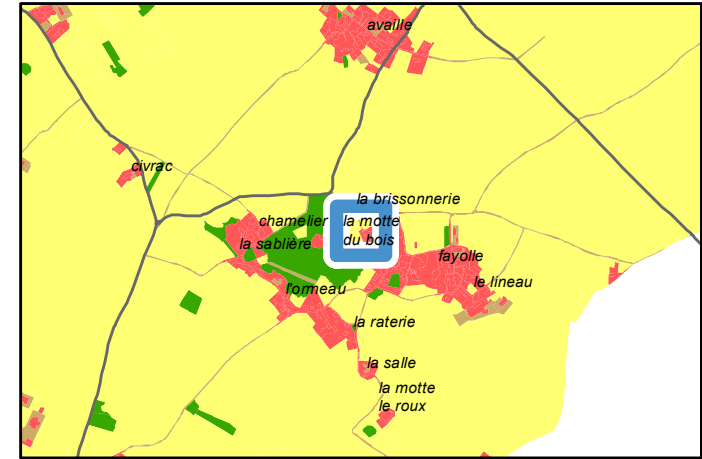 availle
civrac
la brissonnerie
chamelier
la motte
du bois
la sablière
fayolle
l'ormeau
le lineau
la raterie
la salle
la motte
le roux